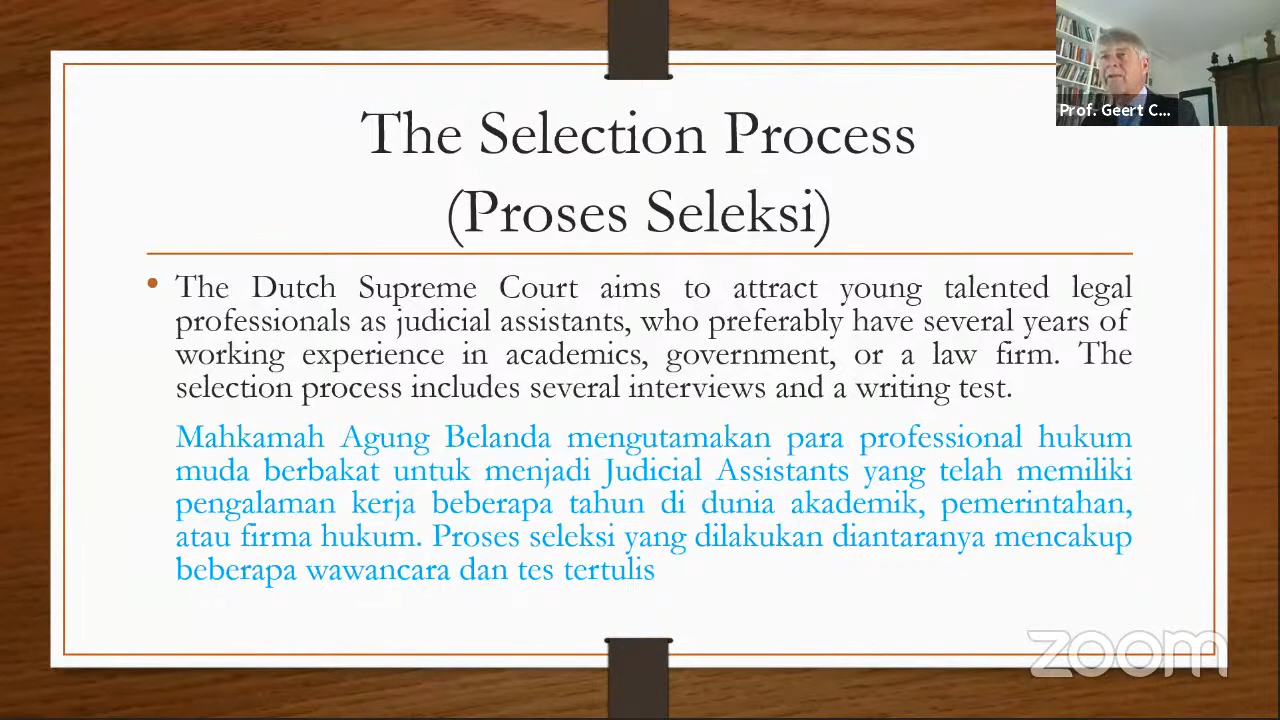 The Selection Process
(Proses Seleksi)
Prof. Geert C...
• The Dutch Supreme Court aims to attract young talented legal
professionals as judicial assistants, who preferably have several years of
working experience in academics, government, or a law firm. The
selection process includes several interviews and a writing test.
Mahkamah Agung Belanda mengutamakan para professional hukum
muda berbakat untuk menjadi Judicial Assistants yang telah memiliki
pengalaman kerja beberapa tahun di dunia akademik, pemerintahan,
atau firma hukum. Proses seleksi yang dilakukan diantaranya mencakup
beberapa wawancara dan tes tertulis
zoom